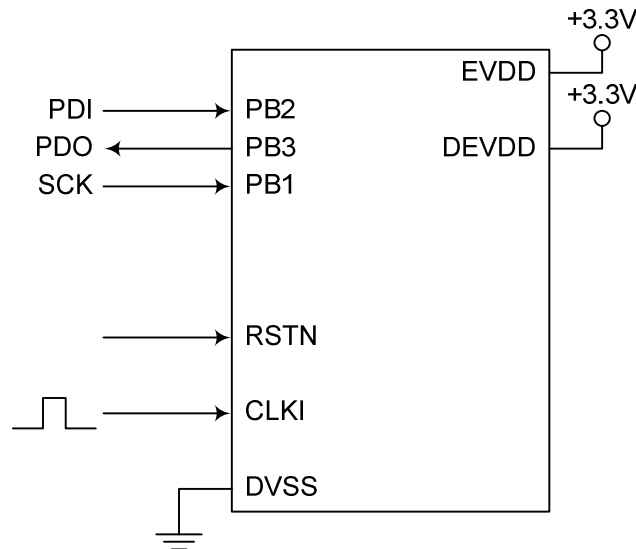 +3.3V
EVDD
+3.3V
PDI PB2
PDO PB3 DEVDD
SCK PB1
RSTN
CLKI
DVSS